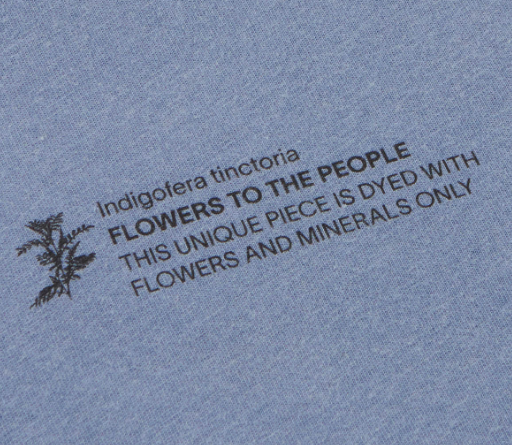 Indigofera tinctoria
FLOWERS TO THE PEOPLE
THIS UNIQUE PIECE IS DYED WITH
FLOWERS AND MINERALS ONLY